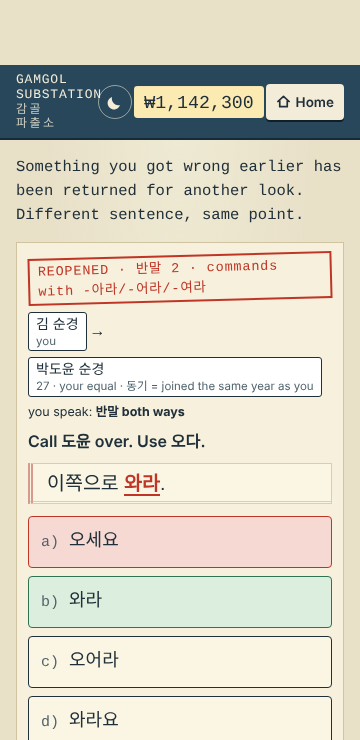 GAMGOL
SUBSTATION
감골
파출소
₩1,142,300
Home
Something you got wrong earlier has
been returned for another look.
Different sentence, same point.
REOPENED · 반말 2 · commands
with -아라/-어라/-여라
김 순경
you
→
박도윤 순경
27 · your equal · 동기 = joined the same year as you
you speak: 반말 both ways
Call 도윤 over. Use 오다.
이쪽으로 와라.
a) 오세요
b) 와라
c) 오어라
d) 와라요